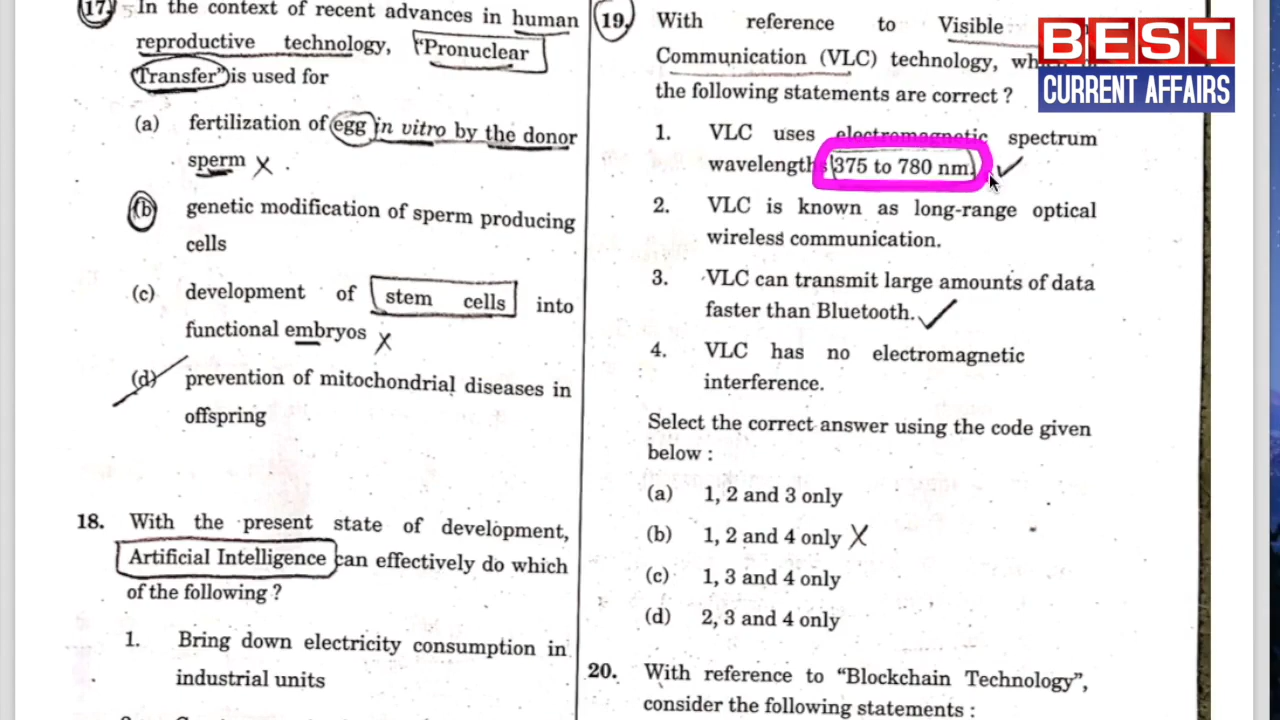 17. In the context of recent advances in human
reproductive technology, "Pronuclear
Transfer" is used for
(a) fertilization of egg in vitro by the donor
sperm
(b) genetic modification of sperm producing
cells
(c) development of stem cells into
functional embryos
(d) prevention of mitochondrial diseases in
offspring
18. With the present state of development,
Artificial Intelligence can effectively do which
of the following ?
1. Bring down electricity consumption in
industrial units
19. With reference to Visible
Communication (VLC) technology,
the following statements are correct ?
1. VLC uses electromagnetic spectrum
wavelengths 375 to 780 nm.
2. VLC is known as long-range optical
wireless communication.
3. VLC can transmit large amounts of data
faster than Bluetooth.
4. VLC has no electromagnetic
interference.
Select the correct answer using the code given
below :
(a) 1, 2 and 3 only
(b) 1, 2 and 4 only
(c) 1, 3 and 4 only
(d) 2, 3 and 4 only
20. With reference to "Blockchain Technology",
consider the following statements :
BEST
CURRENT AFFAIRS